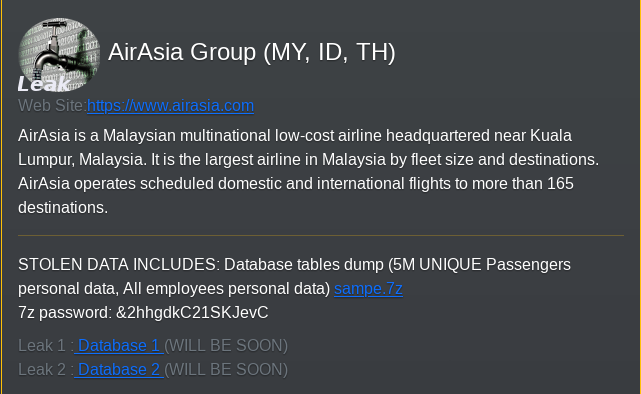 AirAsia Group (MY, ID, TH)
Leak
Web Site:https://www.airasia.com
AirAsia is a Malaysian multinational low-cost airline headquartered near Kuala
Lumpur, Malaysia. It is the largest airline in Malaysia by fleet size and destinations.
AirAsia operates scheduled domestic and international flights to more than 165
destinations.
STOLEN DATA INCLUDES: Database tables dump (5M UNIQUE Passengers
personal data, All employees personal data) sampe.7z
7z password: &2hhgdkC21SKJevC
Leak 1 : Database 1 (WILL BE SOON)
Leak 2 : Database 2 (WILL BE SOON)